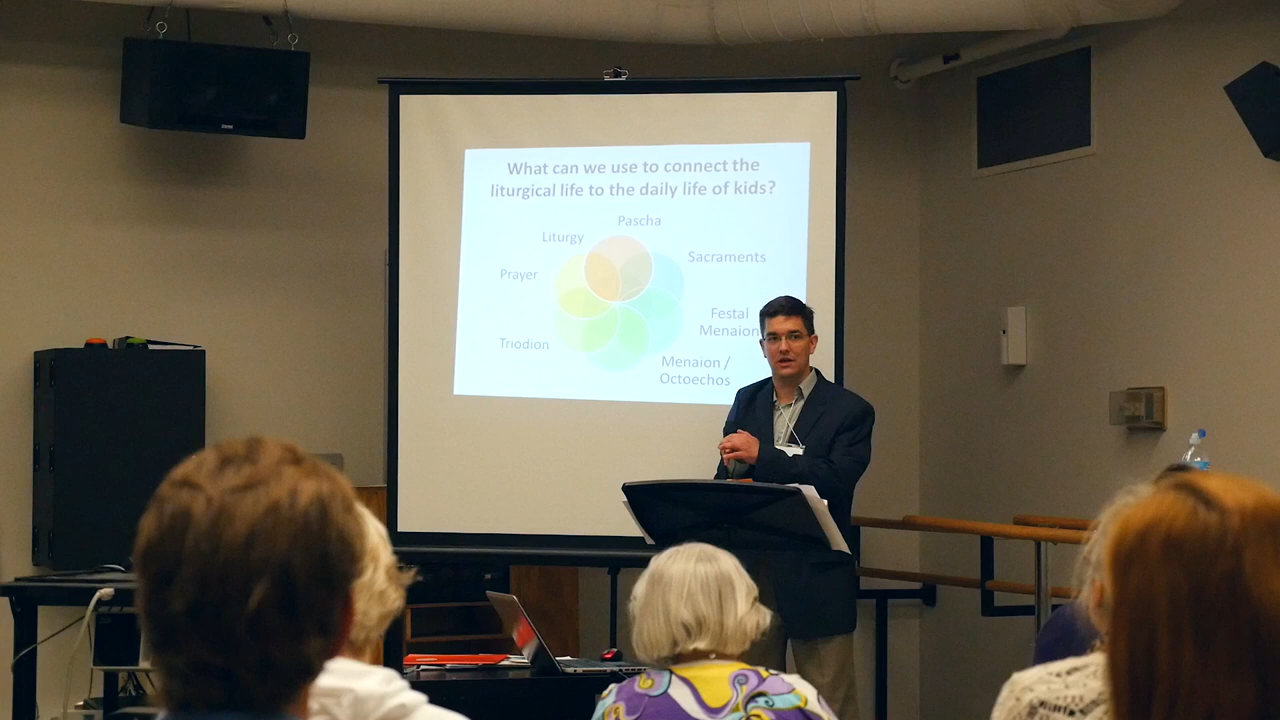 What can we use to connect the
liturgical life to the daily life of kids?
Pascha
Liturgy
Sacraments
Prayer
Festal
Menaion
Triodion
Menaion /
Octoechos